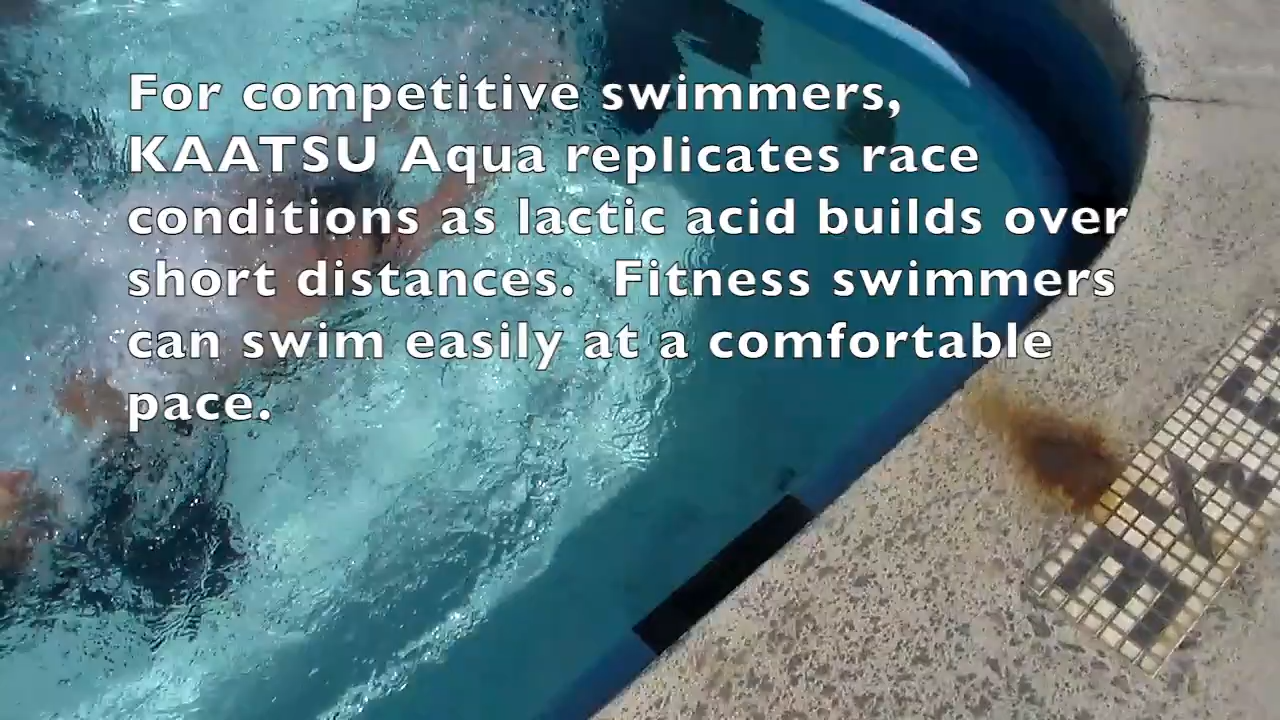 For competitive swimmers,
KAATSU Aqua replicates race
conditions as lactic acid builds over
short distances.  Fitness swimmers
can swim easily at a comfortable
pace.